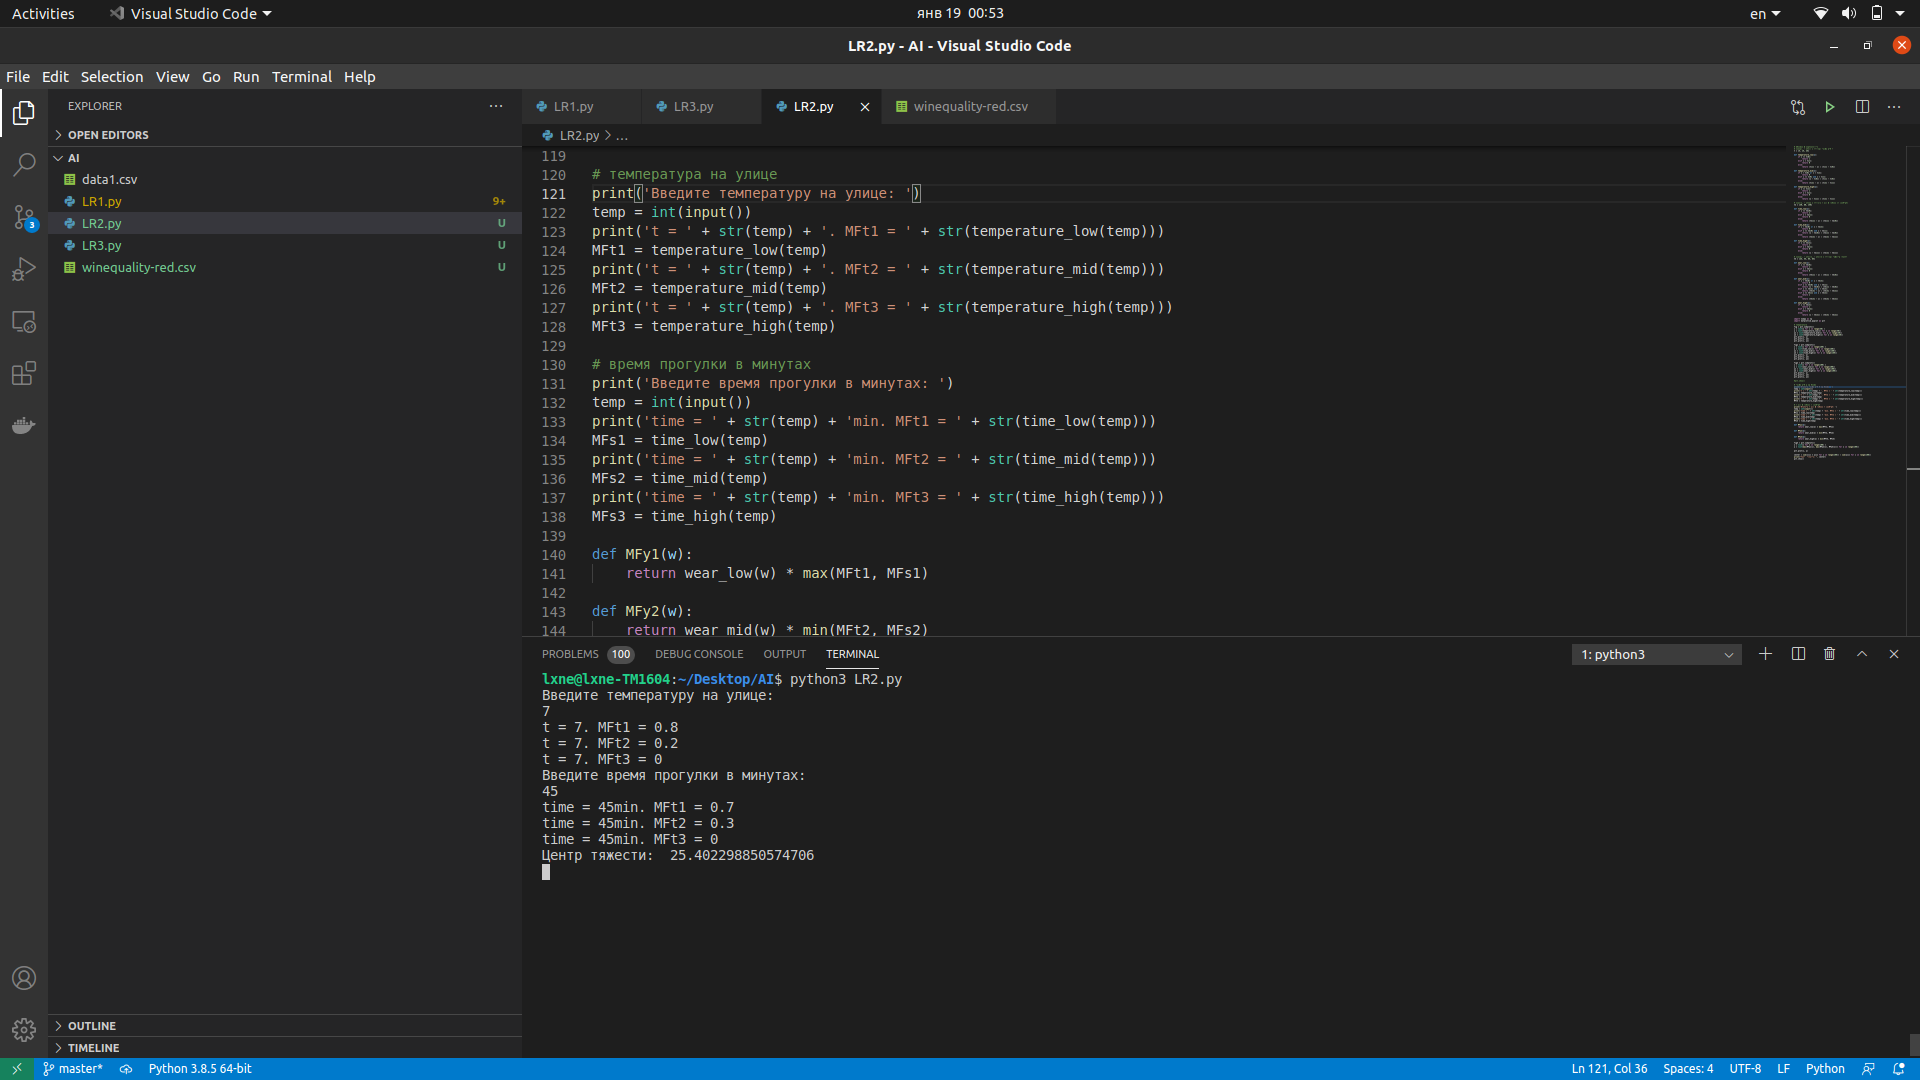 Activities
Visual Studio Code
янв 19 00:53
en
LR2.py - AI - Visual Studio Code
File Edit Selection View Go Run Terminal Help
EXPLORER
OPEN EDITORS
AI
data1.csv
LR1.py 9+
LR2.py U
LR3.py U
winequality-red.csv U
3
OUTLINE
TIMELINE
LR1.py
LR3.py
LR2.py
winequality-red.csv
LR2.py > ...
119
120 # температура на улице
121 print('Введите температуру на улице: ')
122 temp = int(input())
123 print('t = ' + str(temp) + '. MFt1 = ' + str(temperature_low(temp)))
124 MFt1 = temperature_low(temp)
125 print('t = ' + str(temp) + '. MFt2 = ' + str(temperature_mid(temp)))
126 MFt2 = temperature_mid(temp)
127 print('t = ' + str(temp) + '. MFt3 = ' + str(temperature_high(temp)))
128 MFt3 = temperature_high(temp)
129
130 # время прогулки в минутах
131 print('Введите время прогулки в минутах: ')
132 temp = int(input())
133 print('time = ' + str(temp) + 'min. MFt1 = ' + str(time_low(temp)))
134 MFs1 = time_low(temp)
135 print('time = ' + str(temp) + 'min. MFt2 = ' + str(time_mid(temp)))
136 MFs2 = time_mid(temp)
137 print('time = ' + str(temp) + 'min. MFt3 = ' + str(time_high(temp)))
138 MFs3 = time_high(temp)
139
140 def MFy1(w):
141 return wear_low(w) * max(MFt1, MFs1)
142
143 def MFy2(w):
144 return wear_mid(w) * min(MFt2, MFs2)
PROBLEMS 100 DEBUG CONSOLE OUTPUT TERMINAL
1: python3
lxne@lxne-TM1604:~/Desktop/AI$ python3 LR2.py
Введите температуру на улице:
7
t = 7. MFt1 = 0.8
t = 7. MFt2 = 0.2
t = 7. MFt3 = 0
Введите время прогулки в минутах:
45
time = 45min. MFt1 = 0.7
time = 45min. MFt2 = 0.3
time = 45min. MFt3 = 0
Центр тяжести:  25.402298850574706
master* Python 3.8.5 64-bit
Ln 121, Col 36 Spaces: 4 UTF-8 LF Python